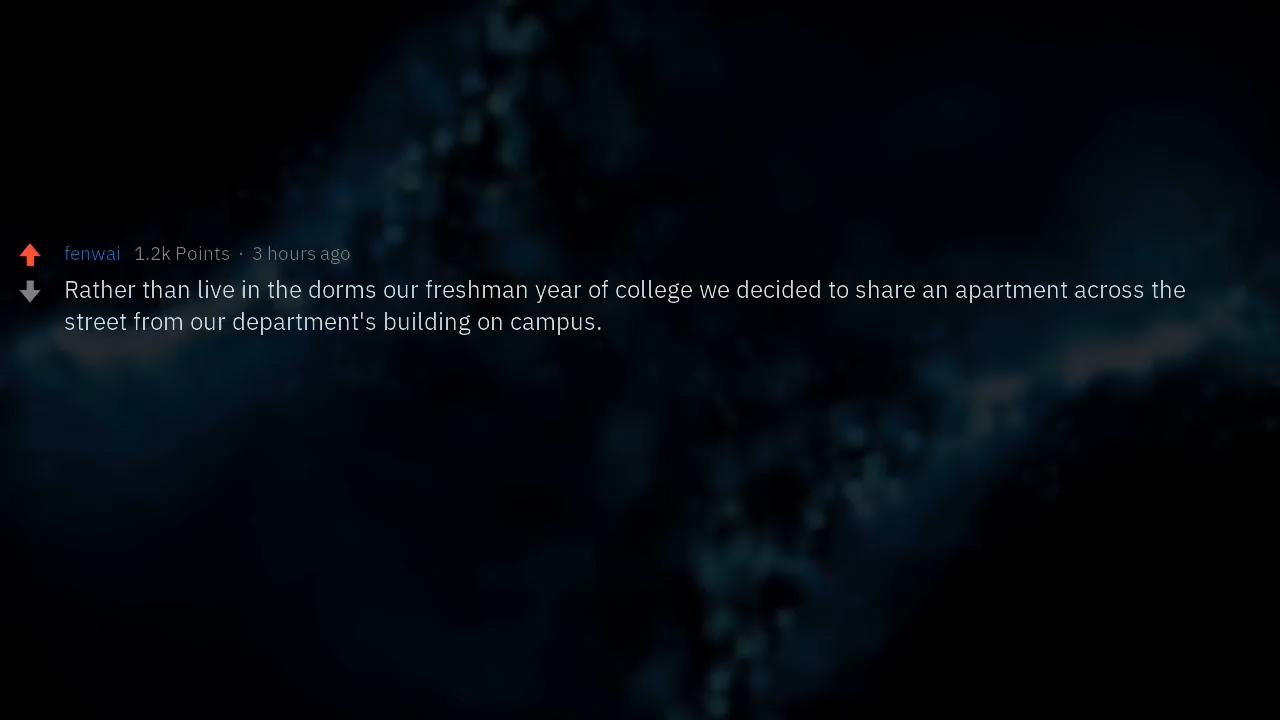 fenwai 1.2k Points · 3 hours ago
Rather than live in the dorms our freshman year of college we decided to share an apartment across the
street from our department's building on campus.